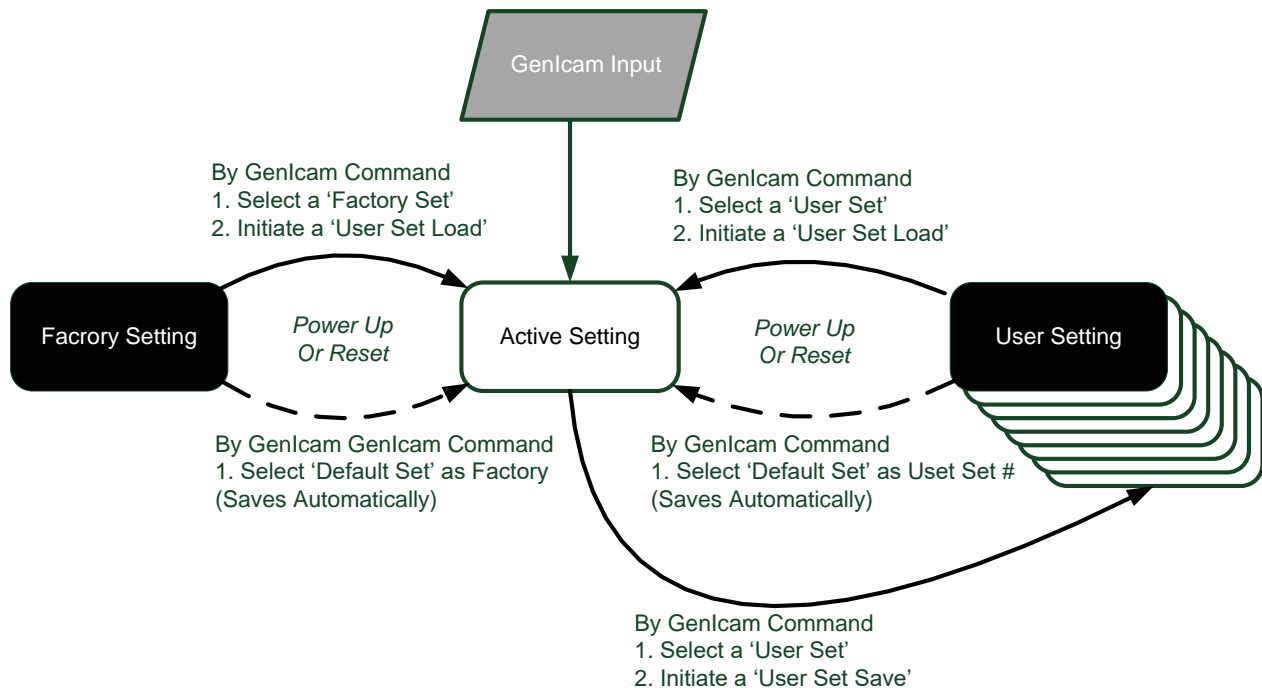 GenIcam Input
By GenIcam Command
1. Select a ‘Factory Set’
2. Initiate a ‘User Set Load’
By GenIcam Command
1. Select a ‘User Set’
2. Initiate a ‘User Set Load’
Facrory Setting
Power Up
Or Reset
Active Setting
Power Up
Or Reset
User Setting
By GenIcam GenIcam Command
1. Select ‘Default Set’ as Factory
(Saves Automatically)
By GenIcam Command
1. Select ‘Default Set’ as Uset Set #
(Saves Automatically)
By GenIcam Command
1. Select a ‘User Set’
2. Initiate a ‘User Set Save’